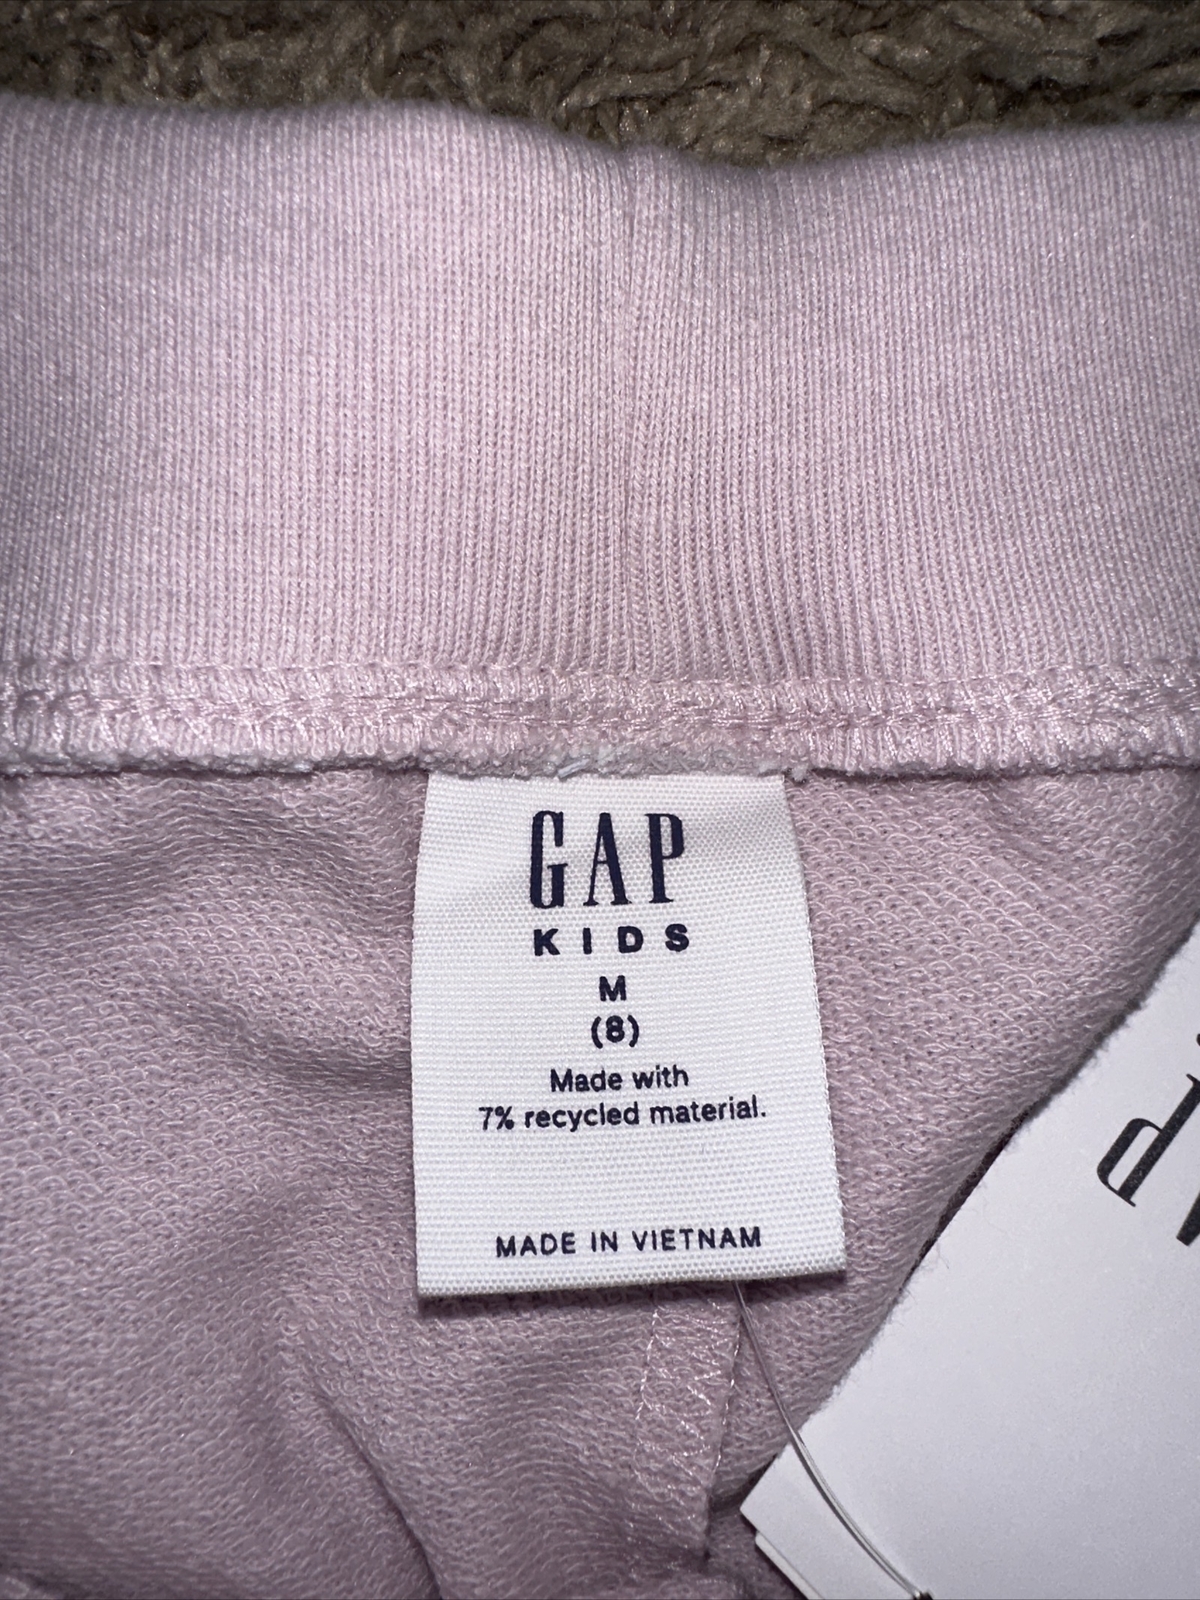 GAP
KIDS
M
(8)
Made with
7% recycled material.
MADE IN VIETNAM